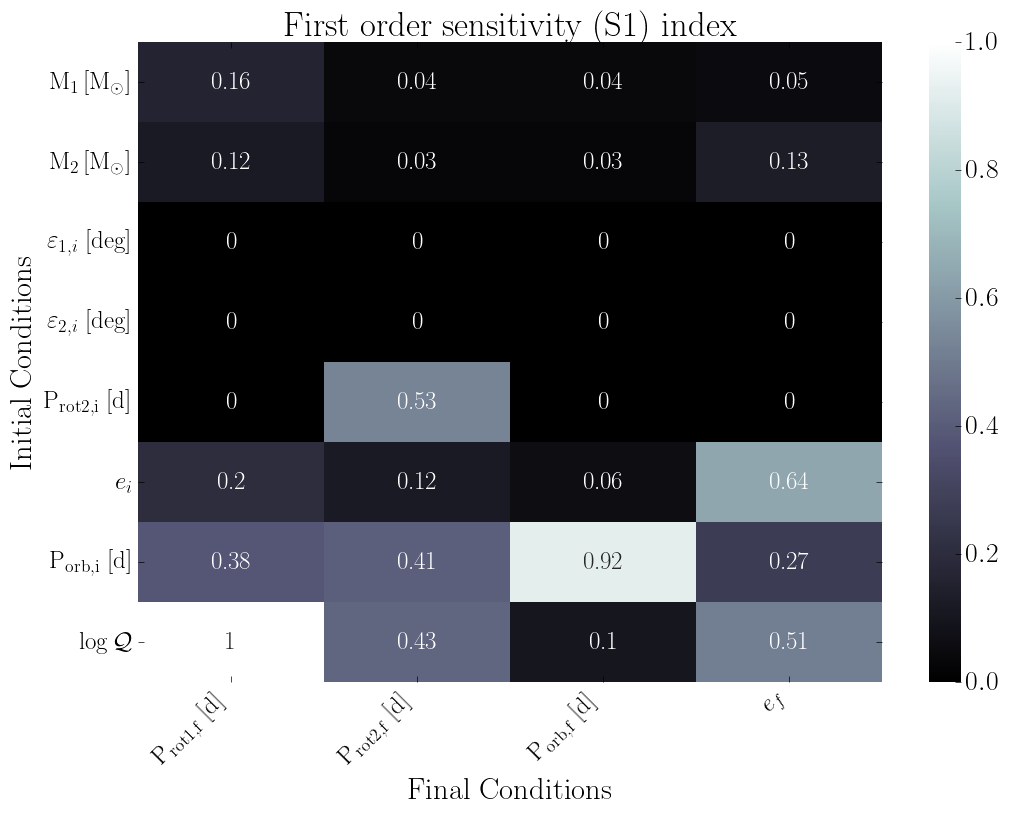 First order sensitivity (S1) index
M₁ [M⊙] 0.16 0.04 0.04 0.05
M₂ [M⊙] 0.12 0.03 0.03 0.13
ε₁,ᵢ [deg] 0 0 0 0
ε₂,ᵢ [deg] 0 0 0 0
P_rot2,i [d] 0 0.53 0 0
eᵢ 0.2 0.12 0.06 0.64
P_orb,i [d] 0.38 0.41 0.92 0.27
log 𝒬 1 0.43 0.1 0.51
P_rot1,f [d] P_rot2,f [d] P_orb,f [d] e_f
Initial Conditions
Final Conditions
1.0
0.8
0.6
0.4
0.2
0.0